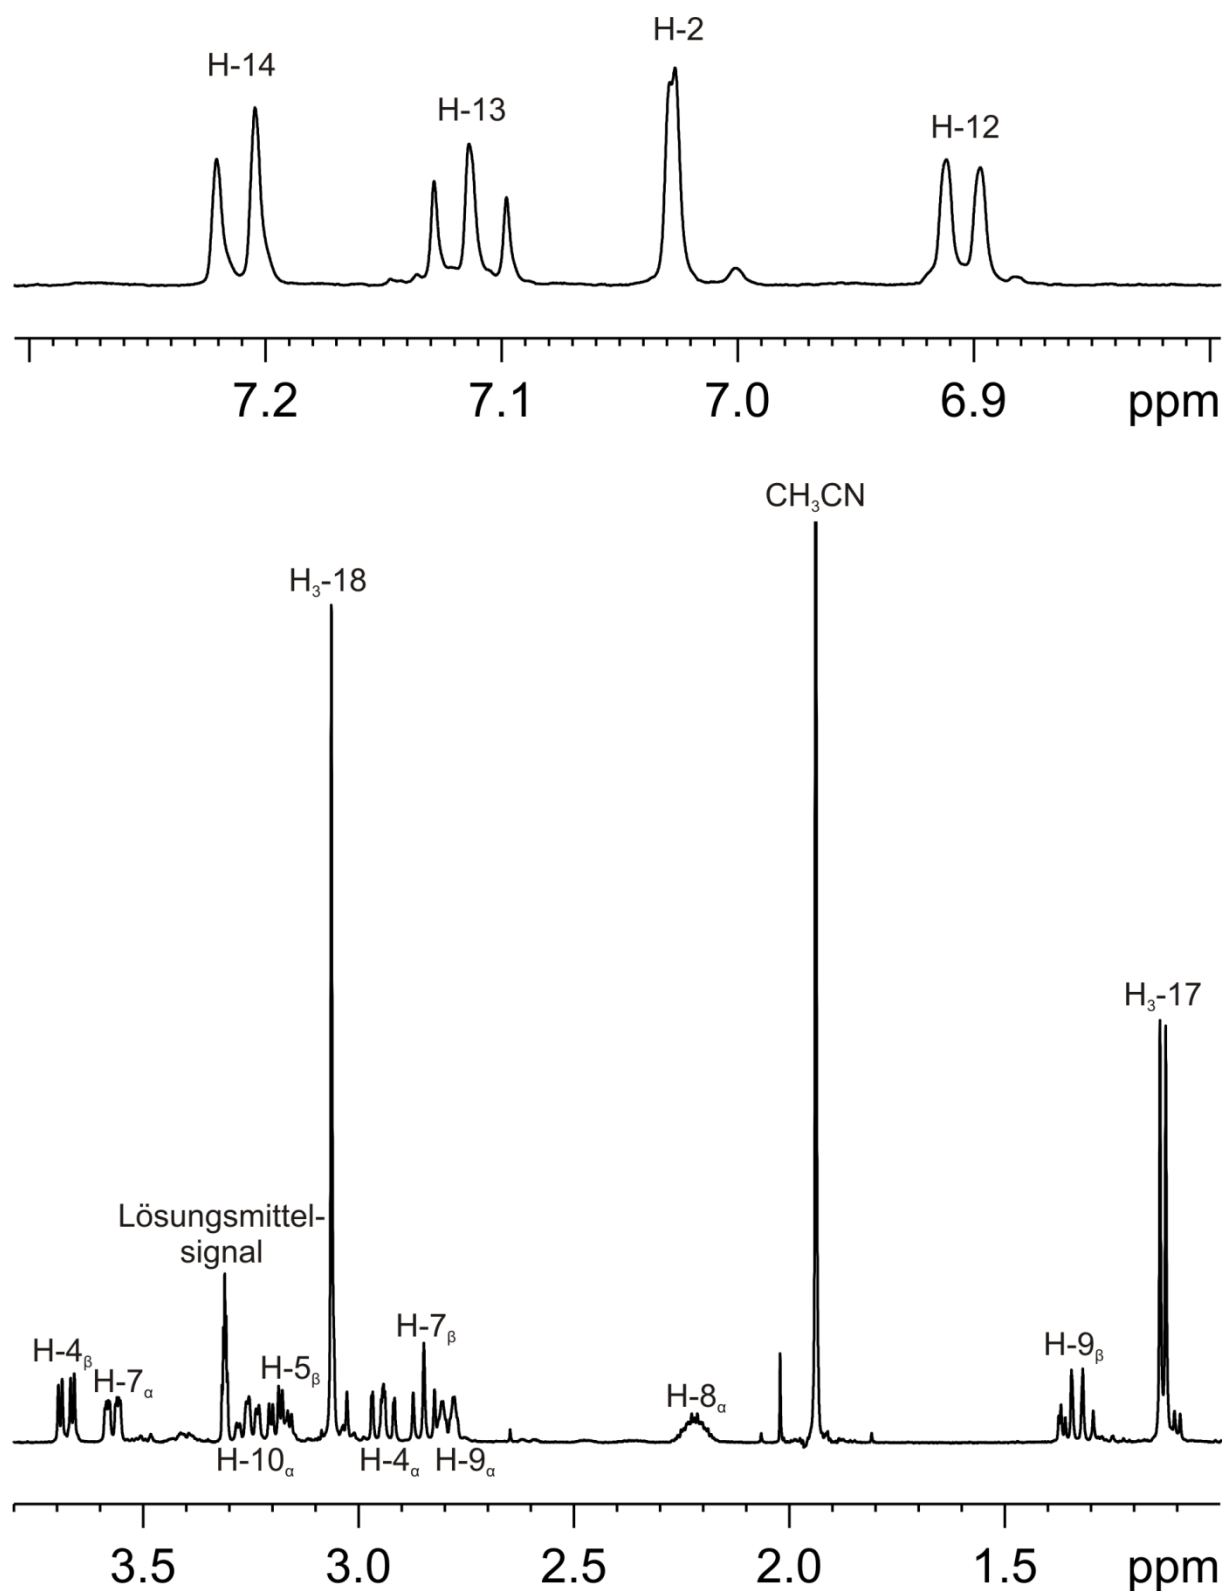 H-2
H-14
H-13
H-12
7.2 7.1 7.0 6.9 ppm
CH₃CN
H₃-18
H₃-17
Lösungsmittel-
signal
H-4β
H-7α
H-5β
H-7β
H-8α
H-9β
H-10α
H-4α
H-9α
3.5 3.0 2.5 2.0 1.5 ppm